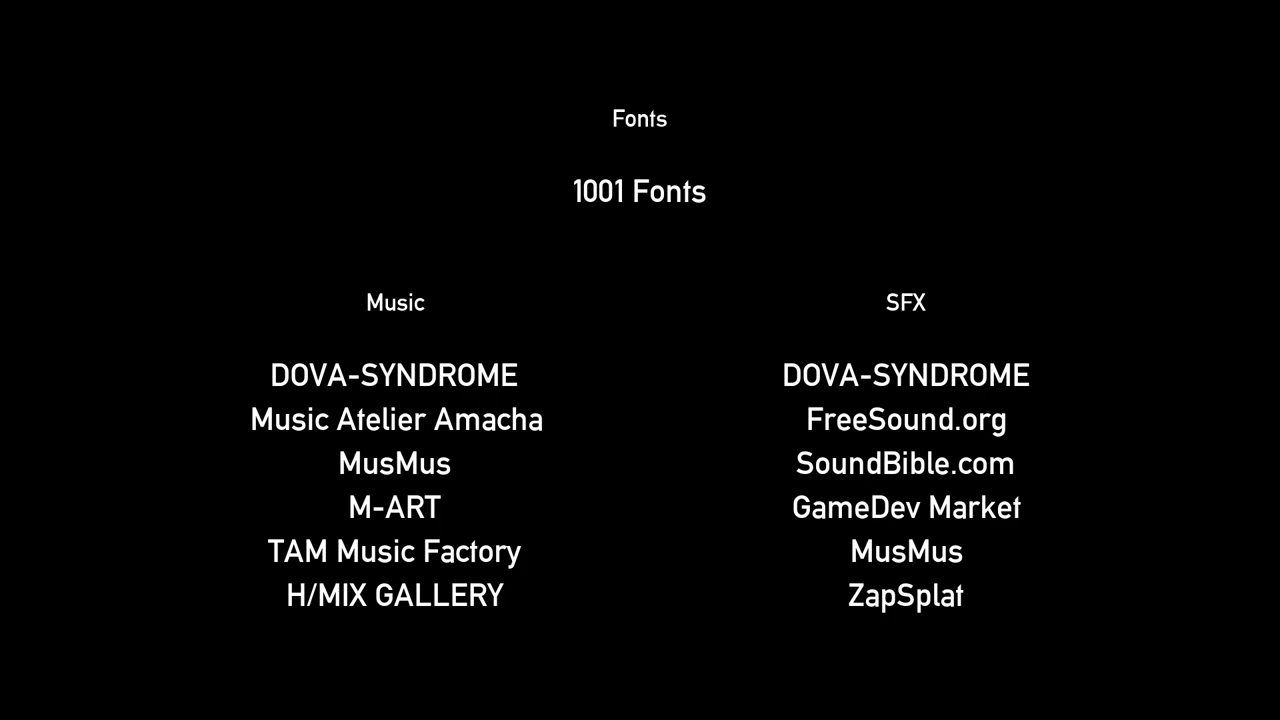 Fonts
1001 Fonts
Music
DOVA-SYNDROME
Music Atelier Amacha
MusMus
M-ART
TAM Music Factory
H/MIX GALLERY
SFX
DOVA-SYNDROME
FreeSound.org
SoundBible.com
GameDev Market
MusMus
ZapSplat